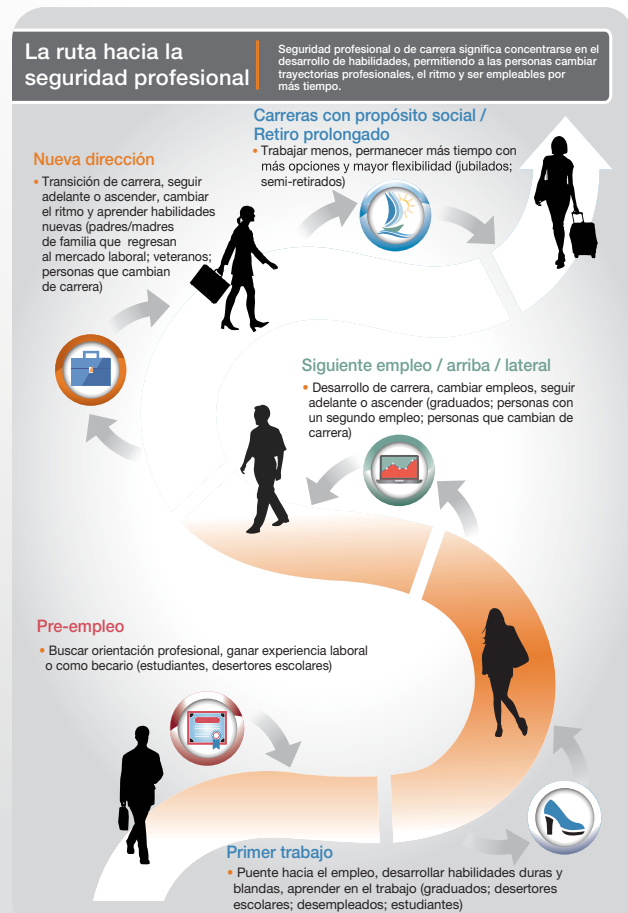 La ruta hacia la
seguridad profesional
Seguridad profesional o de carrera significa concentrarse en el
desarrollo de habilidades, permitiendo a las personas cambiar
trayectorias profesionales, el ritmo y ser empleables por
más tiempo.
Carreras con propósito social /
Retiro prolongado
• Trabajar menos, permanecer más tiempo con
más opciones y mayor flexibilidad (jubilados;
semi-retirados)
Nueva dirección
• Transición de carrera, seguir
adelante o ascender, cambiar
el ritmo y aprender habilidades
nuevas (padres/madres
de familia que regresan
al mercado laboral; veteranos;
personas que cambian
de carrera)
Siguiente empleo / arriba / lateral
• Desarrollo de carrera, cambiar empleos, seguir
adelante o ascender (graduados; personas con
un segundo empleo; personas que cambian de
carrera)
Pre-empleo
• Buscar orientación profesional, ganar experiencia laboral
o como becario (estudiantes, desertores escolares)
Primer trabajo
• Puente hacia el empleo, desarrollar habilidades duras y
blandas, aprender en el trabajo (graduados; desertores
escolares; desempleados; estudiantes)